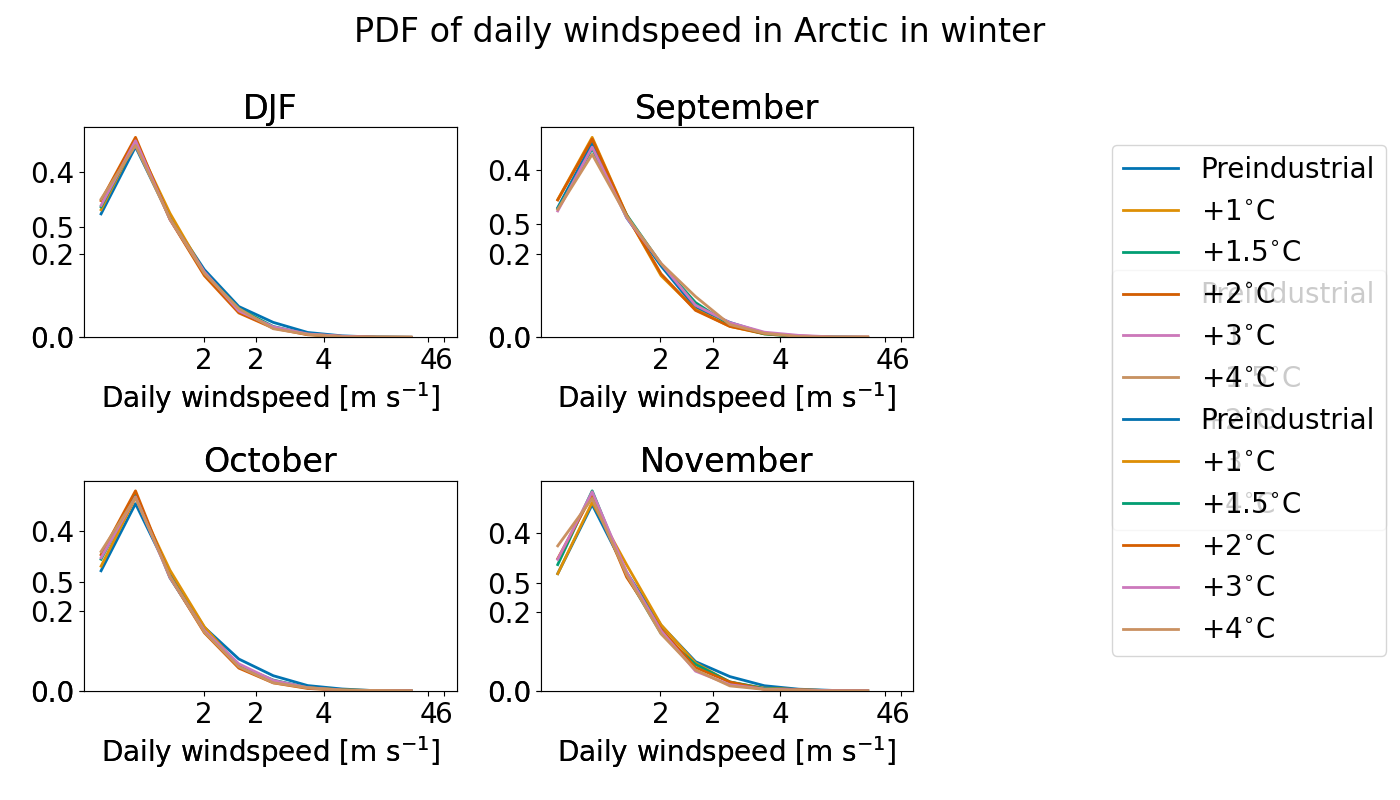 PDF of daily windspeed in Arctic in winter
DJF
0.4
0.5
0.2
0.0
2 2 4 46
Daily windspeed [m s⁻¹]
September
0.4
0.5
0.2
0.0
2 2 4 46
Daily windspeed [m s⁻¹]
October
0.4
0.5
0.2
0.0
2 2 4 46
Daily windspeed [m s⁻¹]
November
0.4
0.5
0.2
0.0
2 2 4 46
Daily windspeed [m s⁻¹]
Preindustrial
+1°C
+1.5°C
+2°C
+3°C
+4°C
Preindustrial
+1°C
+1.5°C
+2°C
+3°C
+4°C